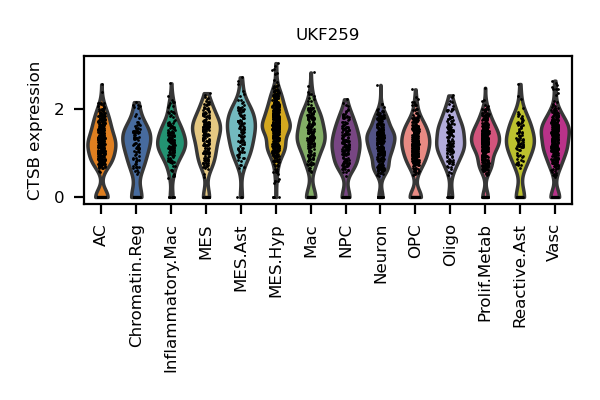 UKF259
CTSB expression
2
0
AC
Chromatin.Reg
Inflammatory.Mac
MES
MES.Ast
MES.Hyp
Mac
NPC
Neuron
OPC
Oligo
Prolif.Metab
Reactive.Ast
Vasc